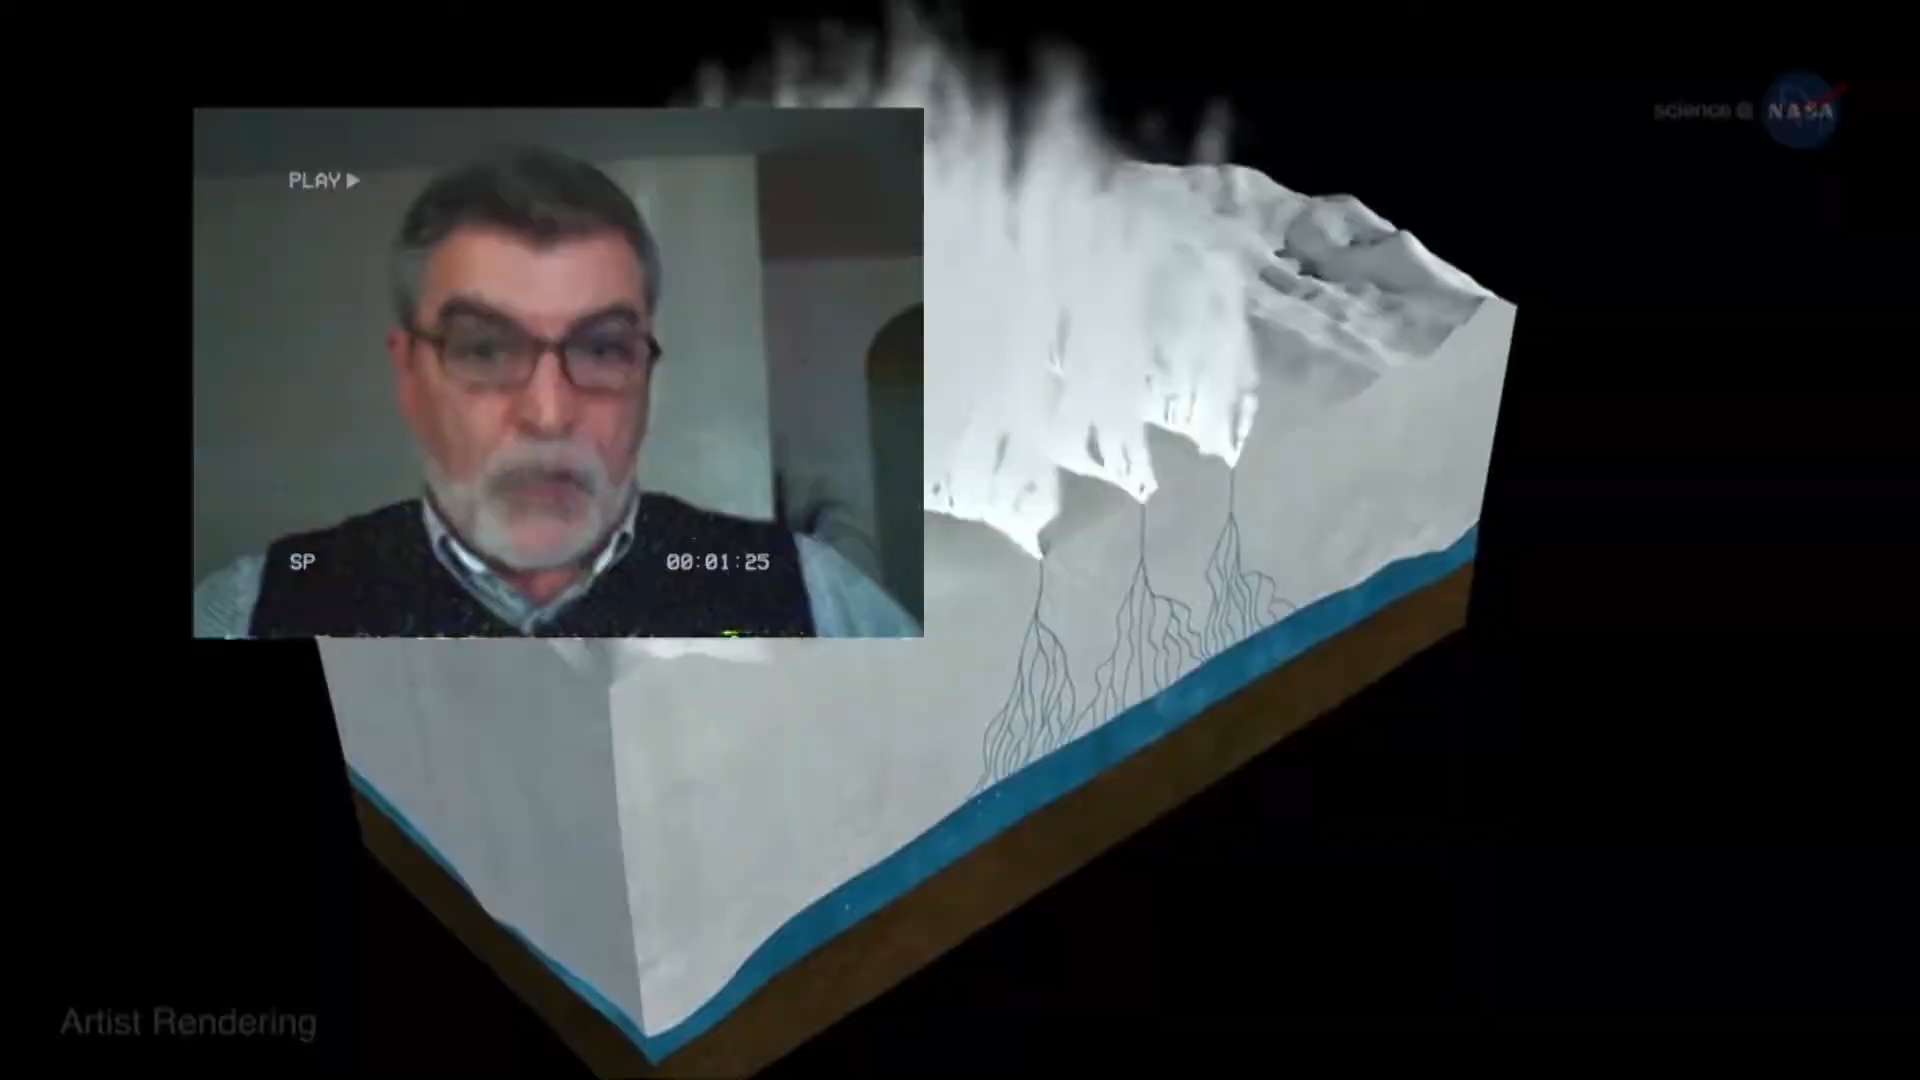 science @ NASA
PLAY
SP
00:01:25
Artist Rendering